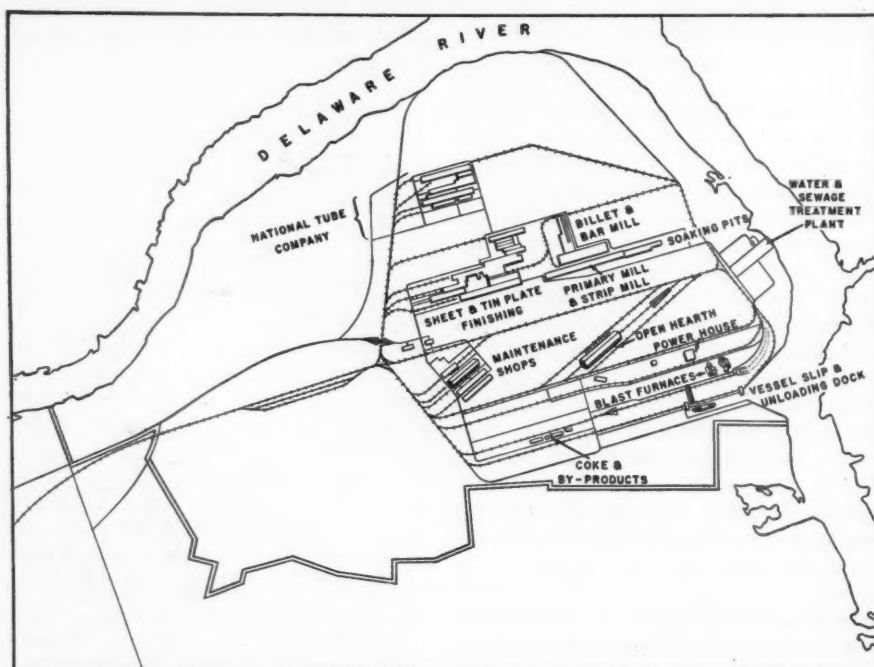 DELAWARE RIVER
WATER &
SEWAGE
TREATMENT
PLANT
NATIONAL TUBE
COMPANY
BILLET &
BAR MILL
SOAKING PITS
PRIMARY MILL
& STRIP MILL
SHEET & TIN PLATE
FINISHING
MAINTENANCE
SHOPS
OPEN HEARTH
POWER HOUSE
BLAST FURNACES
VESSEL SLIP &
UNLOADING DOCK
COKE &
BY-PRODUCTS